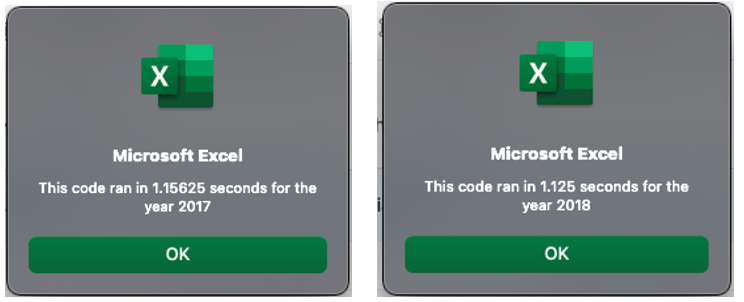 X
Microsoft Excel
This code ran in 1.15625 seconds for the
year 2017
OK
X
Microsoft Excel
This code ran in 1.125 seconds for the
year 2018
OK